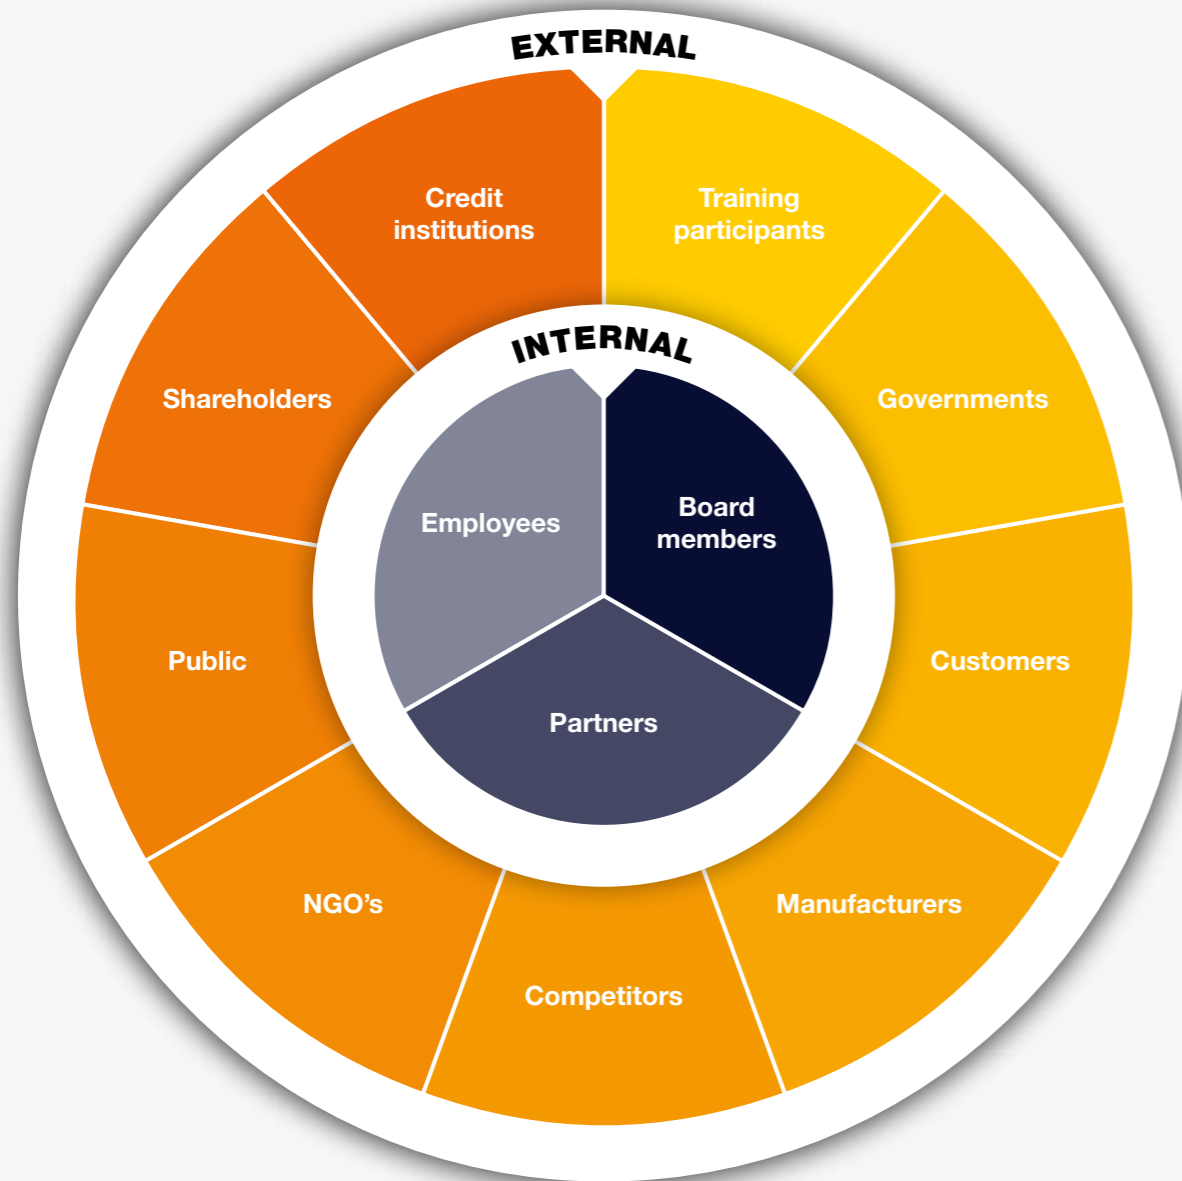 EXTERNAL
Credit
institutions
Training
participants
Governments
Customers
Manufacturers
Competitors
NGO’s
Public
Shareholders
INTERNAL
Employees
Board
members
Partners